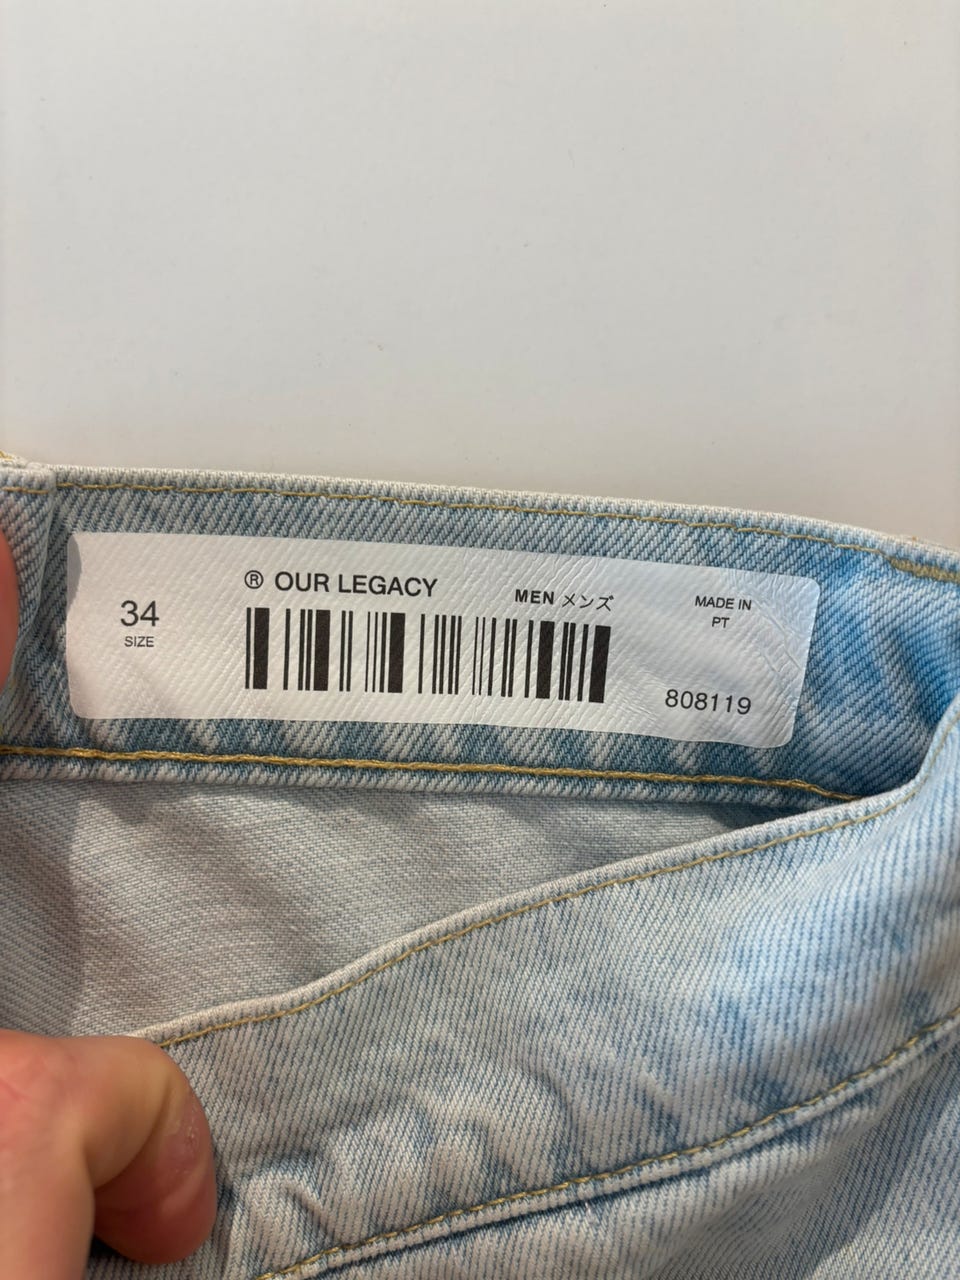 ® OUR LEGACY
MEN メンズ
34
SIZE
MADE IN
PT
808119